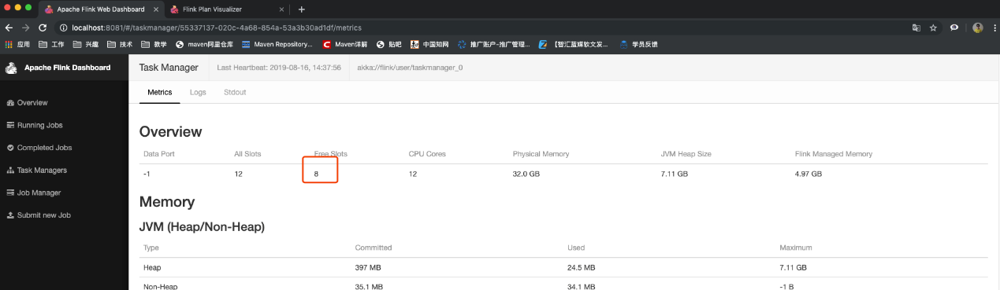 Apache Flink Web Dashboard
Flink Plan Visualizer
localhost:8081/#/taskmanager/55337137-020c-4a68-854a-53a3b30ad1df/metrics
应用 工作 兴趣 技术 教学 maven阿里仓库 Maven Repository... Maven详解 贴吧 中国知网 推广账户-推广管理... 【智汇蓝媒软文发... 学员反馈
Apache Flink Dashboard
Overview
Running Jobs
Completed Jobs
Task Managers
Job Manager
Submit new Job
Task Manager Last Heartbeat: 2019-08-16, 14:37:56 akka://flink/user/taskmanager_0
Metrics Logs Stdout
Overview
Data Port All Slots Free Slots CPU Cores Physical Memory JVM Heap Size Flink Managed Memory
-1 12 8 12 32.0 GB 7.11 GB 4.97 GB
Memory
JVM (Heap/Non-Heap)
Type Committed Used Maximum
Heap 397 MB 24.5 MB 7.11 GB
Non-Heap 35.1 MB 34.1 MB -1 B